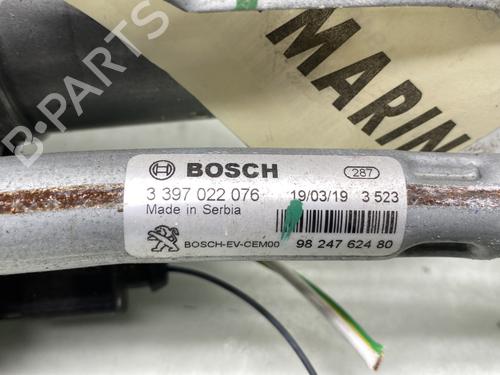 B-PARTS
MARIN
BOSCH
287
3 397 022 076
19/03/19 3 523
Made in Serbia
BOSCH-EV-CEM00
98 247 624 80